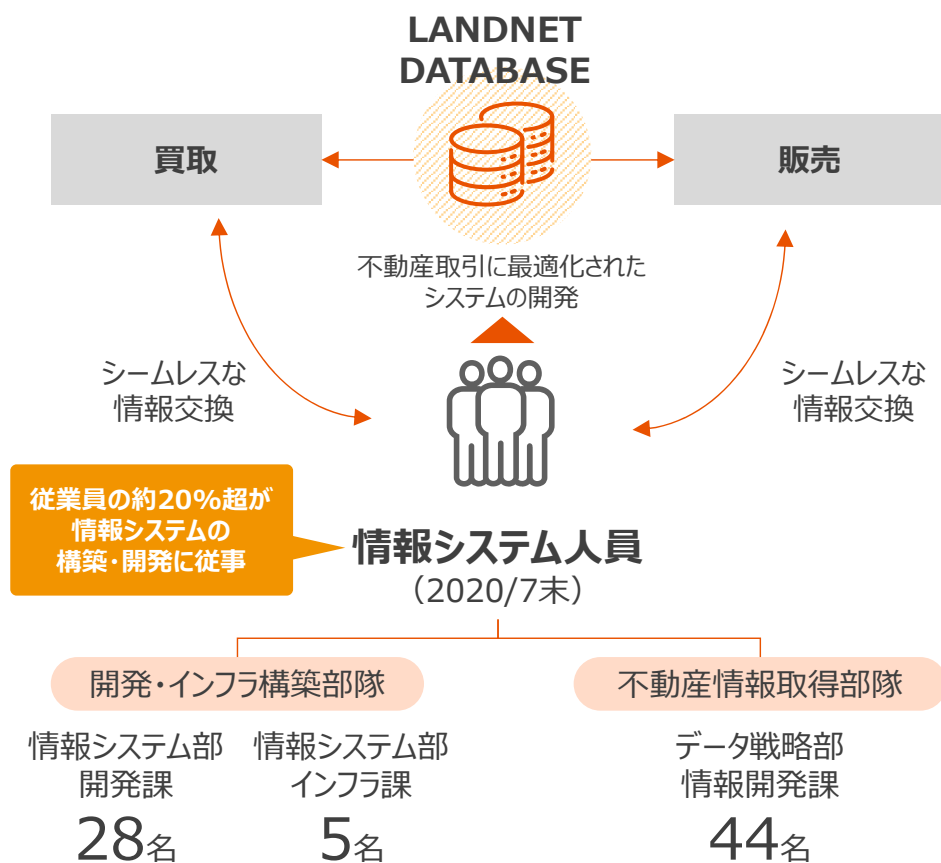 LANDNET
DATABASE
買取
販売
不動産取引に最適化された
システムの開発
シームレスな
情報交換
シームレスな
情報交換
従業員の約20%超が
情報システムの
構築・開発に従事
情報システム人員
（2020/7末）
開発・インフラ構築部隊
不動産情報取得部隊
情報システム部
開発課
28名
情報システム部
インフラ課
5名
データ戦略部
情報開発課
44名